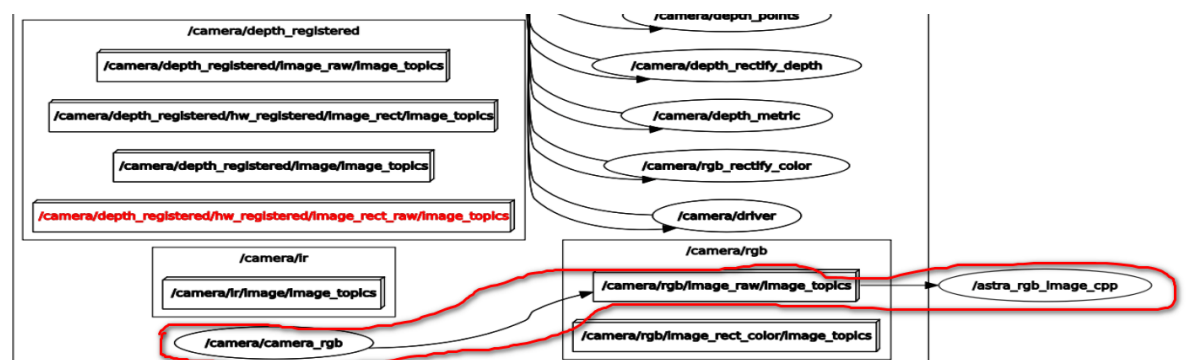 /camera/depth_points
/camera/depth_registered
/camera/depth_registered/image_raw/image_topics
/camera/depth_rectify_depth
/camera/depth_registered/hw_registered/image_rect/image_topics
/camera/depth_metric
/camera/depth_registered/image/image_topics
/camera/rgb_rectify_color
/camera/depth_registered/hw_registered/image_rect_raw/image_topics
/camera/driver
/camera/ir
/camera/rgb
/camera/ir/image/image_topics
/camera/rgb/image_raw/image_topics
/astra_rgb_image_cpp
/camera/camera_rgb
/camera/rgb/image_rect_color/image_topics